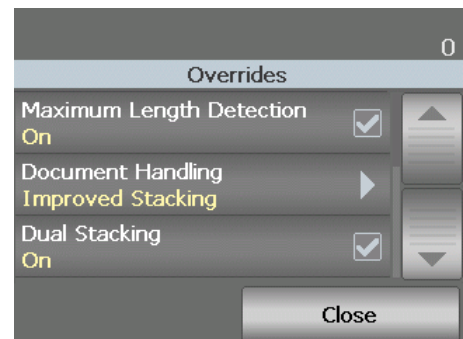 0
Overrides
Maximum Length Detection
On
Document Handling
Improved Stacking
Dual Stacking
On
Close